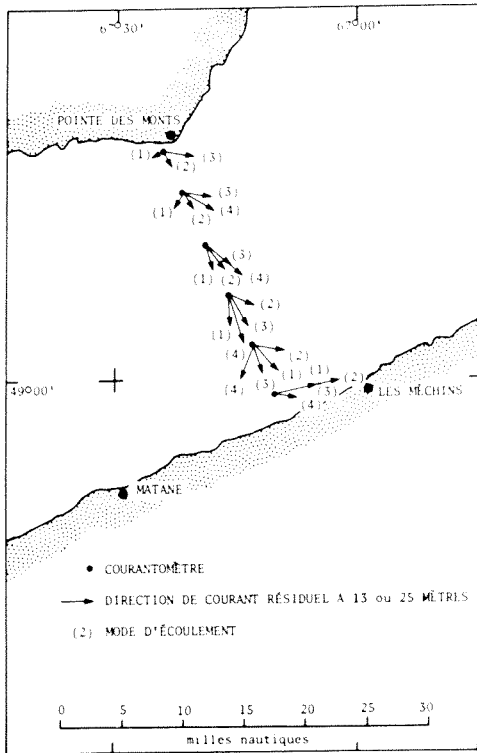 67°30'
67°00'
POINTE DES MONTS
(1) (2) (3)
(1) (2) (3) (4)
(1) (2) (3) (4)
(1) (2) (3) (4)
(1) (2) (1) (3) (4)
(1) (2) (3) (4)
49°00'
LES MÉCHINS
MATANE
COURANTOMÈTRE
DIRECTION DE COURANT RÉSIDUEL A 13 ou 25 MÈTRES
(2) MODE D'ÉCOULEMENT
0 5 10 15 20 25 30
milles nautiques